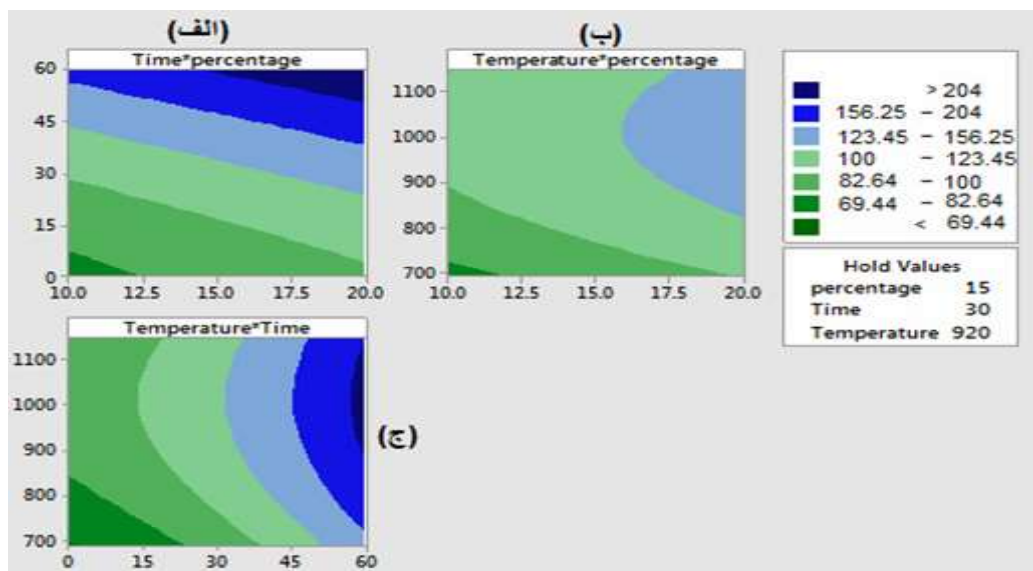 (الف)
Time*percentage
60
45
30
15
0
10.0 12.5 15.0 17.5 20.0
(ب)
Temperature*percentage
1100
1000
900
800
700
10.0 12.5 15.0 17.5 20.0
> 204
156.25 – 204
123.45 – 156.25
100 – 123.45
82.64 – 100
69.44 – 82.64
< 69.44
Hold Values
percentage 15
Time 30
Temperature 920
Temperature*Time
1100
1000
900
800
700
0 15 30 45 60
(ج)